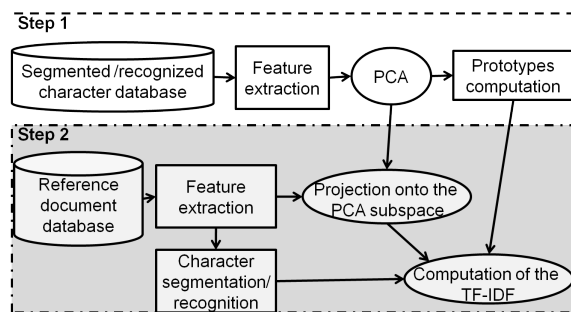 Step 1
Segmented /recognized
character database
Feature
extraction
PCA
Prototypes
computation
Step 2
Reference
document
database
Feature
extraction
Projection onto the
PCA subspace
Character
segmentation/
recognition
Computation of the
TF-IDF